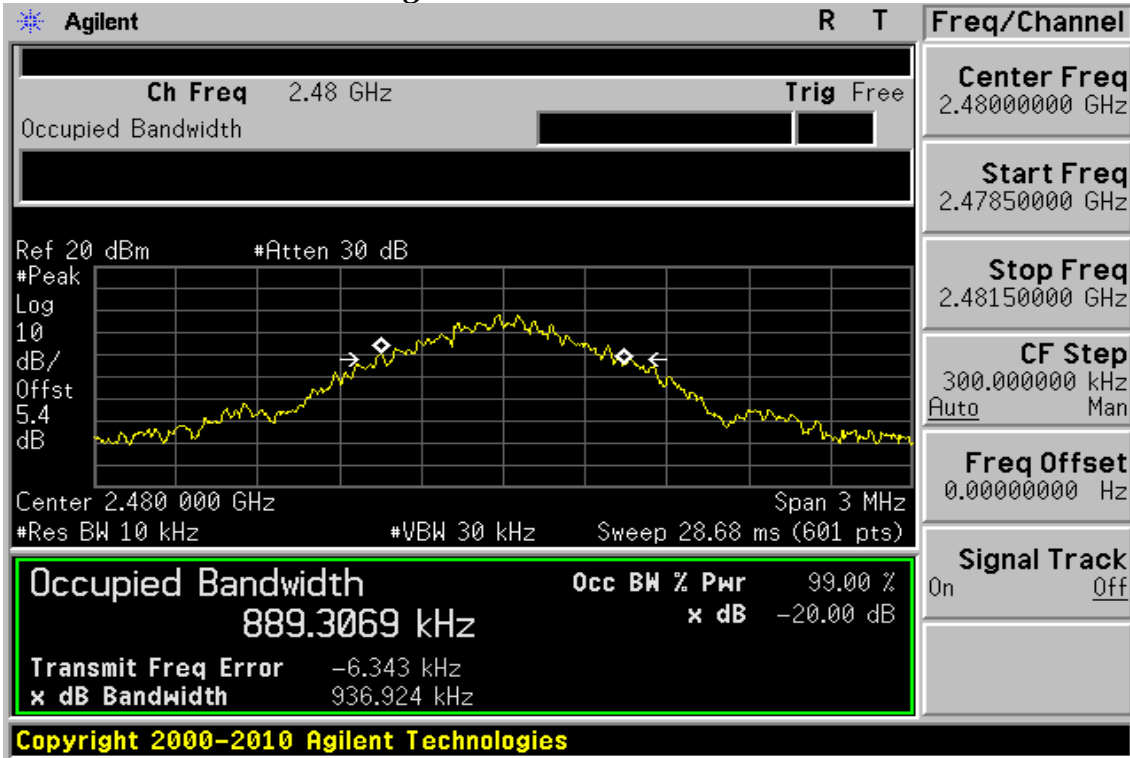 Agilent R T Freq/Channel
Ch Freq 2.48 GHz Trig Free
Occupied Bandwidth
Center Freq
2.48000000 GHz
Start Freq
2.47850000 GHz
Stop Freq
2.48150000 GHz
CF Step
300.000000 kHz
Auto Man
Freq Offset
0.00000000 Hz
Signal Track
On Off
Ref 20 dBm #Atten 30 dB
#Peak
Log
10
dB/
Offst
5.4
dB
Center 2.480 000 GHz Span 3 MHz
#Res BW 10 kHz #VBW 30 kHz Sweep 28.68 ms (601 pts)
Occupied Bandwidth Occ BW % Pwr 99.00 %
889.3069 kHz x dB -20.00 dB
Transmit Freq Error -6.343 kHz
x dB Bandwidth 936.924 kHz
Copyright 2000-2010 Agilent Technologies